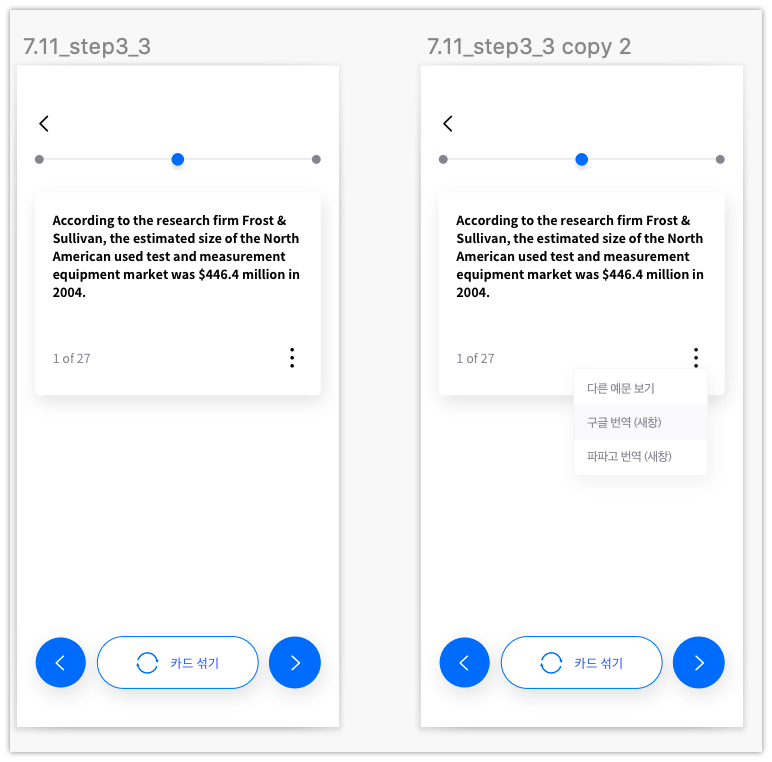 7.11_step3_3
According to the research firm Frost &
Sullivan, the estimated size of the North
American used test and measurement
equipment market was $446.4 million in
2004.
1 of 27
카드 섞기
7.11_step3_3 copy 2
According to the research firm Frost &
Sullivan, the estimated size of the North
American used test and measurement
equipment market was $446.4 million in
2004.
1 of 27
다른 예문 보기
구글 번역 (새창)
파파고 번역 (새창)
카드 섞기